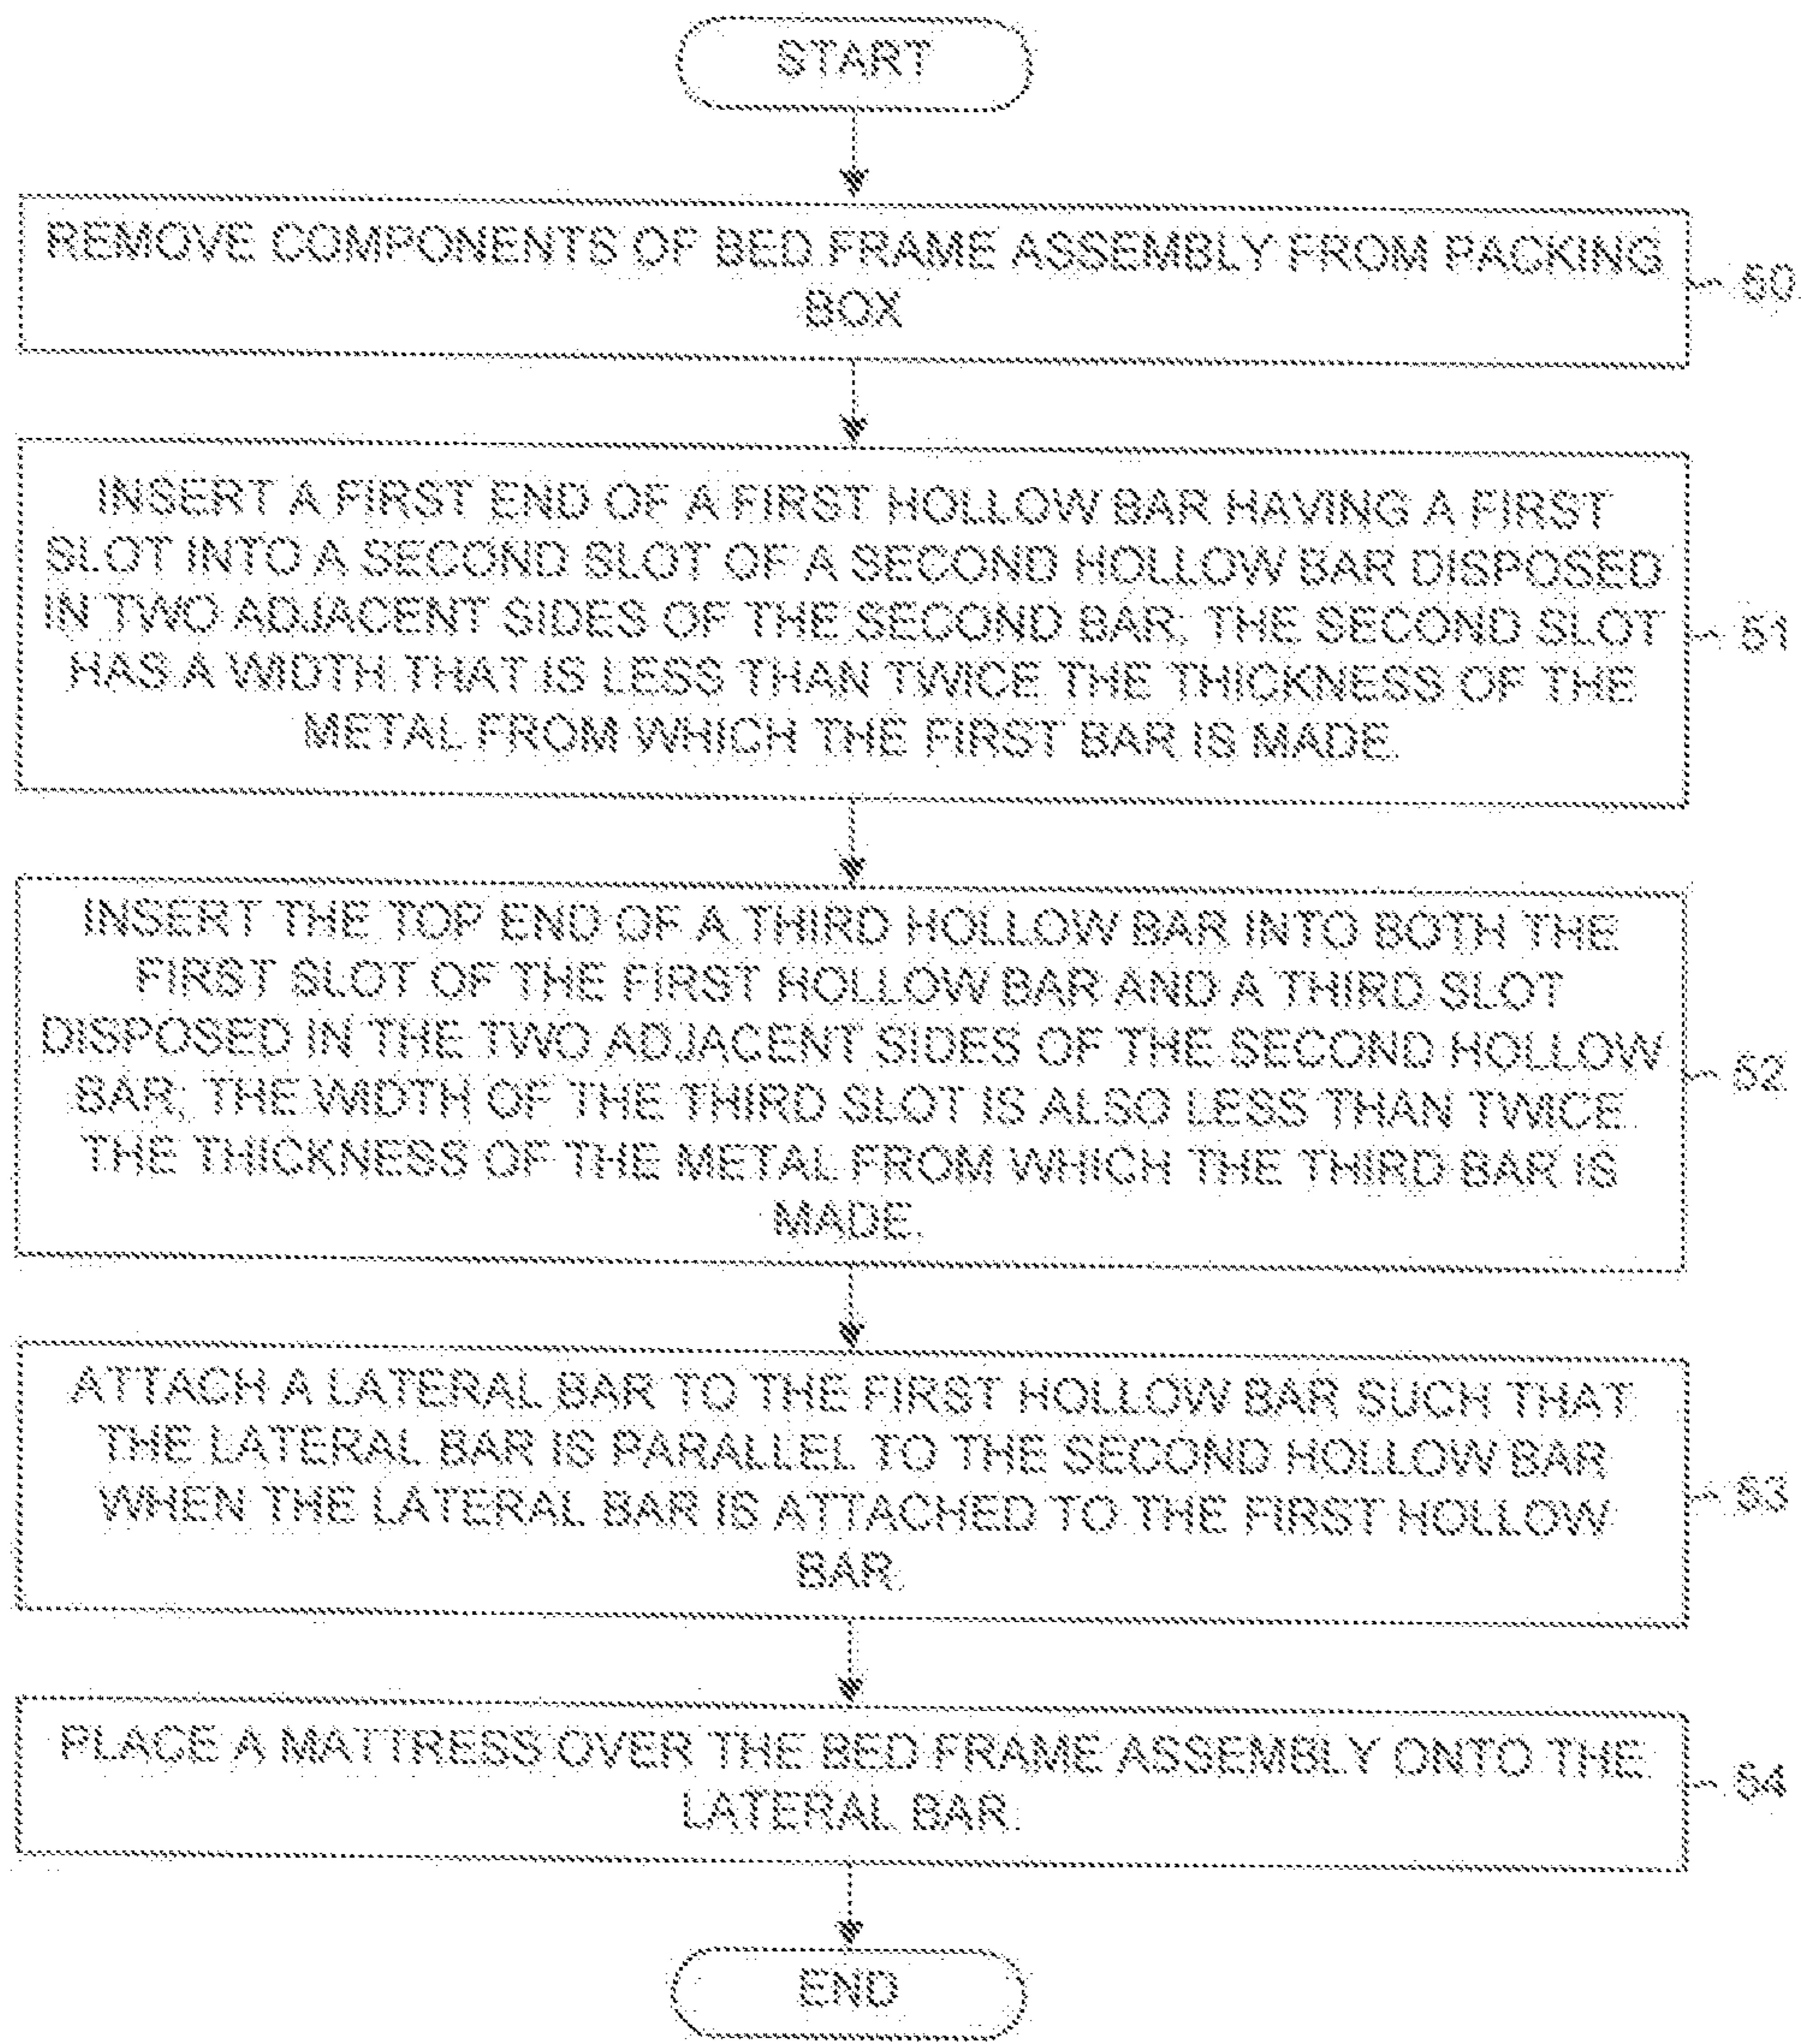 START
REMOVE COMPONENTS OF BED FRAME ASSEMBLY FROM PACKING
BOX
50
INSERT A FIRST END OF A FIRST HOLLOW BAR HAVING A FIRST
SLOT INTO A SECOND SLOT OF A SECOND HOLLOW BAR DISPOSED
IN TWO ADJACENT SIDES OF THE SECOND BAR; THE SECOND SLOT
HAS A WIDTH THAT IS LESS THAN TWICE THE THICKNESS OF THE
METAL FROM WHICH THE FIRST BAR IS MADE.
51
INSERT THE TOP END OF A THIRD HOLLOW BAR INTO BOTH THE
FIRST SLOT OF THE FIRST HOLLOW BAR AND A THIRD SLOT
DISPOSED IN THE TWO ADJACENT SIDES OF THE SECOND HOLLOW
BAR; THE WIDTH OF THE THIRD SLOT IS ALSO LESS THAN TWICE
THE THICKNESS OF THE METAL FROM WHICH THE THIRD BAR IS
MADE.
52
ATTACH A LATERAL BAR TO THE FIRST HOLLOW BAR SUCH THAT
THE LATERAL BAR IS PARALLEL TO THE SECOND HOLLOW BAR
WHEN THE LATERAL BAR IS ATTACHED TO THE FIRST HOLLOW
BAR.
53
PLACE A MATTRESS OVER THE BED FRAME ASSEMBLY ONTO THE
LATERAL BAR.
54
END